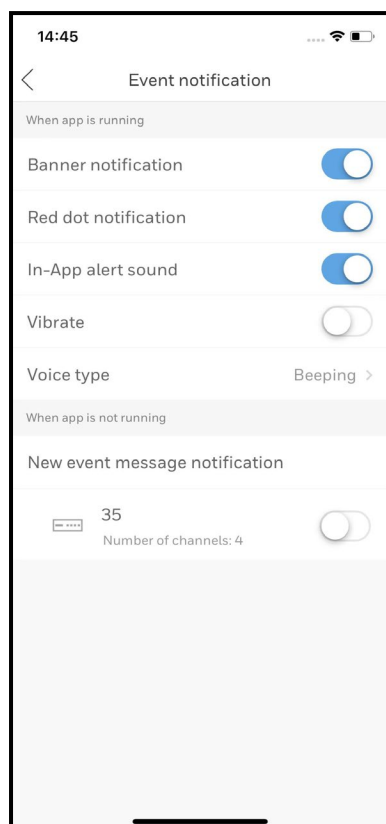 14:45
Event notification
When app is running
Banner notification
Red dot notification
In-App alert sound
Vibrate
Voice type Beeping >
When app is not running
New event message notification
35
Number of channels: 4